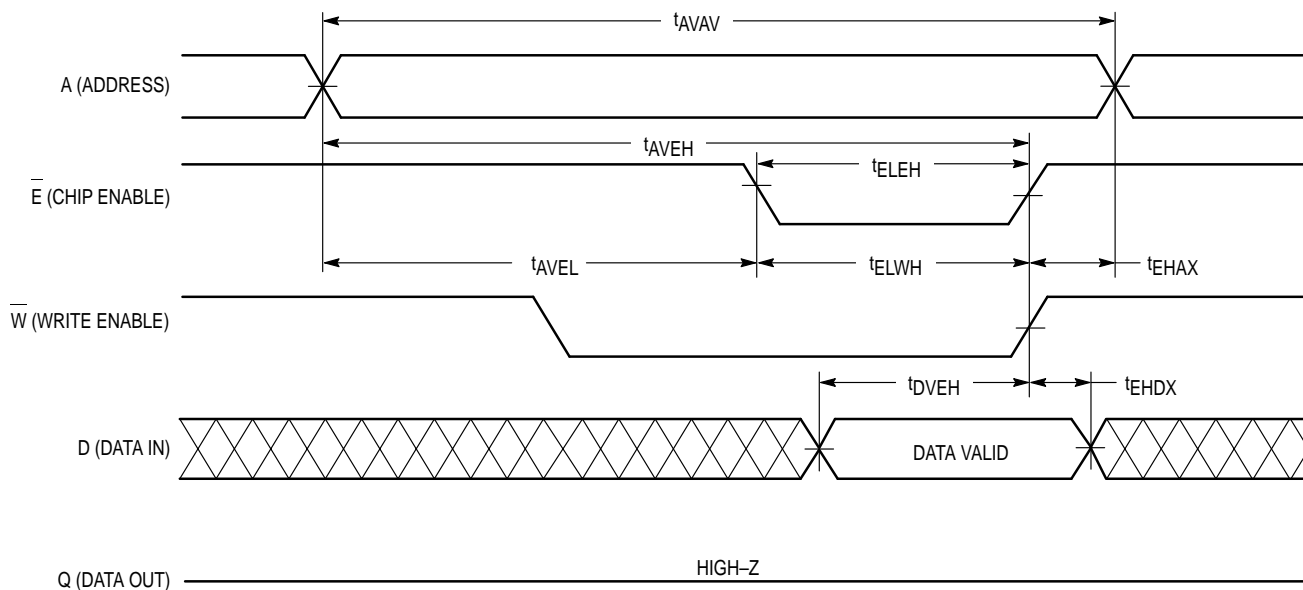 tAVAV
A (ADDRESS)
tAVEH
tELEH
E (CHIP ENABLE)
tAVEL tELWH tEHAX
W (WRITE ENABLE)
tDVEH tEHDX
D (DATA IN) DATA VALID
HIGH–Z
Q (DATA OUT)